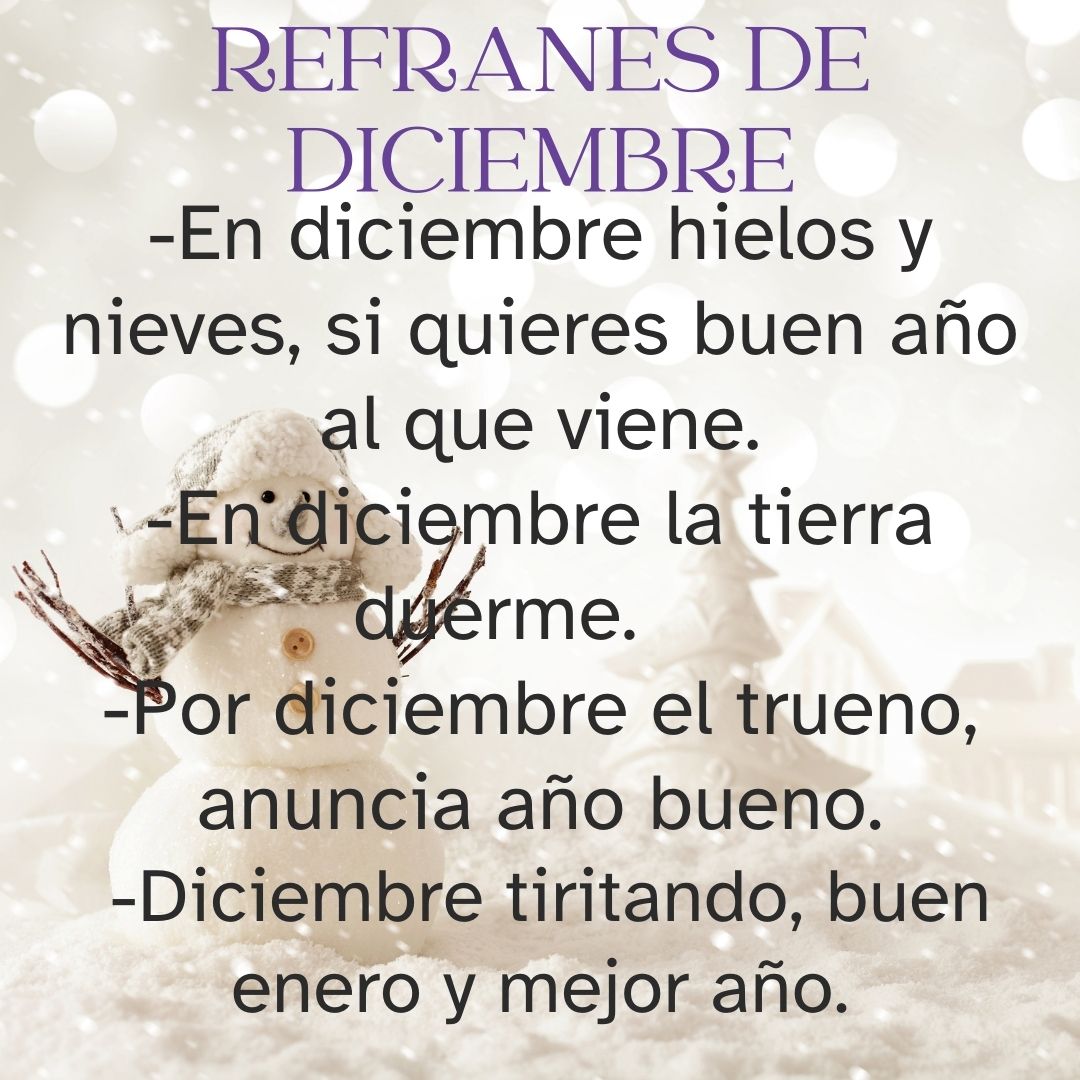 REFRANES DE
DICIEMBRE
-En diciembre hielos y
nieves, si quieres buen año
al que viene.
-En diciembre la tierra
duerme.
-Por diciembre el trueno,
anuncia año bueno.
-Diciembre tiritando, buen
enero y mejor año.